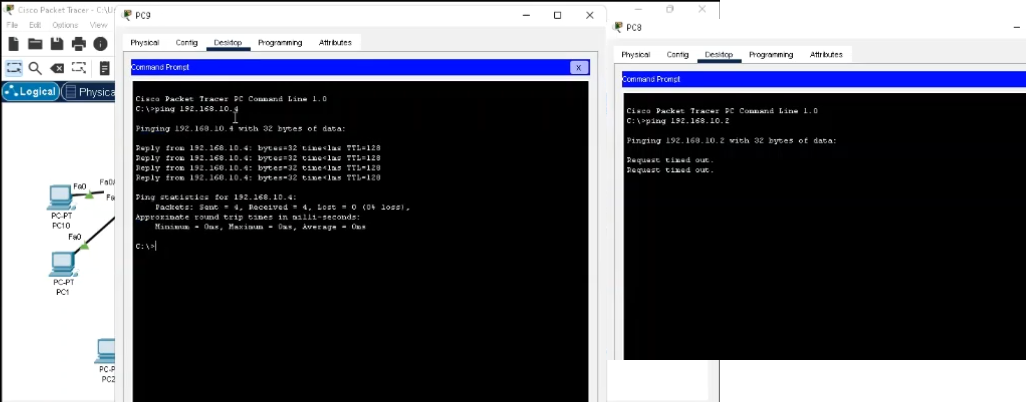 Cisco Packet Tracer - C:\U
File Edit Options View
Logical
Physica
Fa0
Fa0/
Fa
PC-PT
PC10
Fa0
PC-PT
PC1
PC-P
PC2
PC9
Physical Config Desktop Programming Attributes
Command Prompt
X
Cisco Packet Tracer PC Command Line 1.0
C:\>ping 192.168.10.4
Pinging 192.168.10.4 with 32 bytes of data:
Reply from 192.168.10.4: bytes=32 time<1ms TTL=128
Reply from 192.168.10.4: bytes=32 time<1ms TTL=128
Reply from 192.168.10.4: bytes=32 time<1ms TTL=128
Reply from 192.168.10.4: bytes=32 time<1ms TTL=128
Ping statistics for 192.168.10.4:
Packets: Sent = 4, Received = 4, Lost = 0 (0% loss),
Approximate round trip times in milli-seconds:
Minimum = 0ms, Maximum = 0ms, Average = 0ms
C:\>
PC8
Physical Config Desktop Programming Attributes
Command Prompt
Cisco Packet Tracer PC Command Line 1.0
C:\>ping 192.168.10.2
Pinging 192.168.10.2 with 32 bytes of data:
Request timed out.
Request timed out.